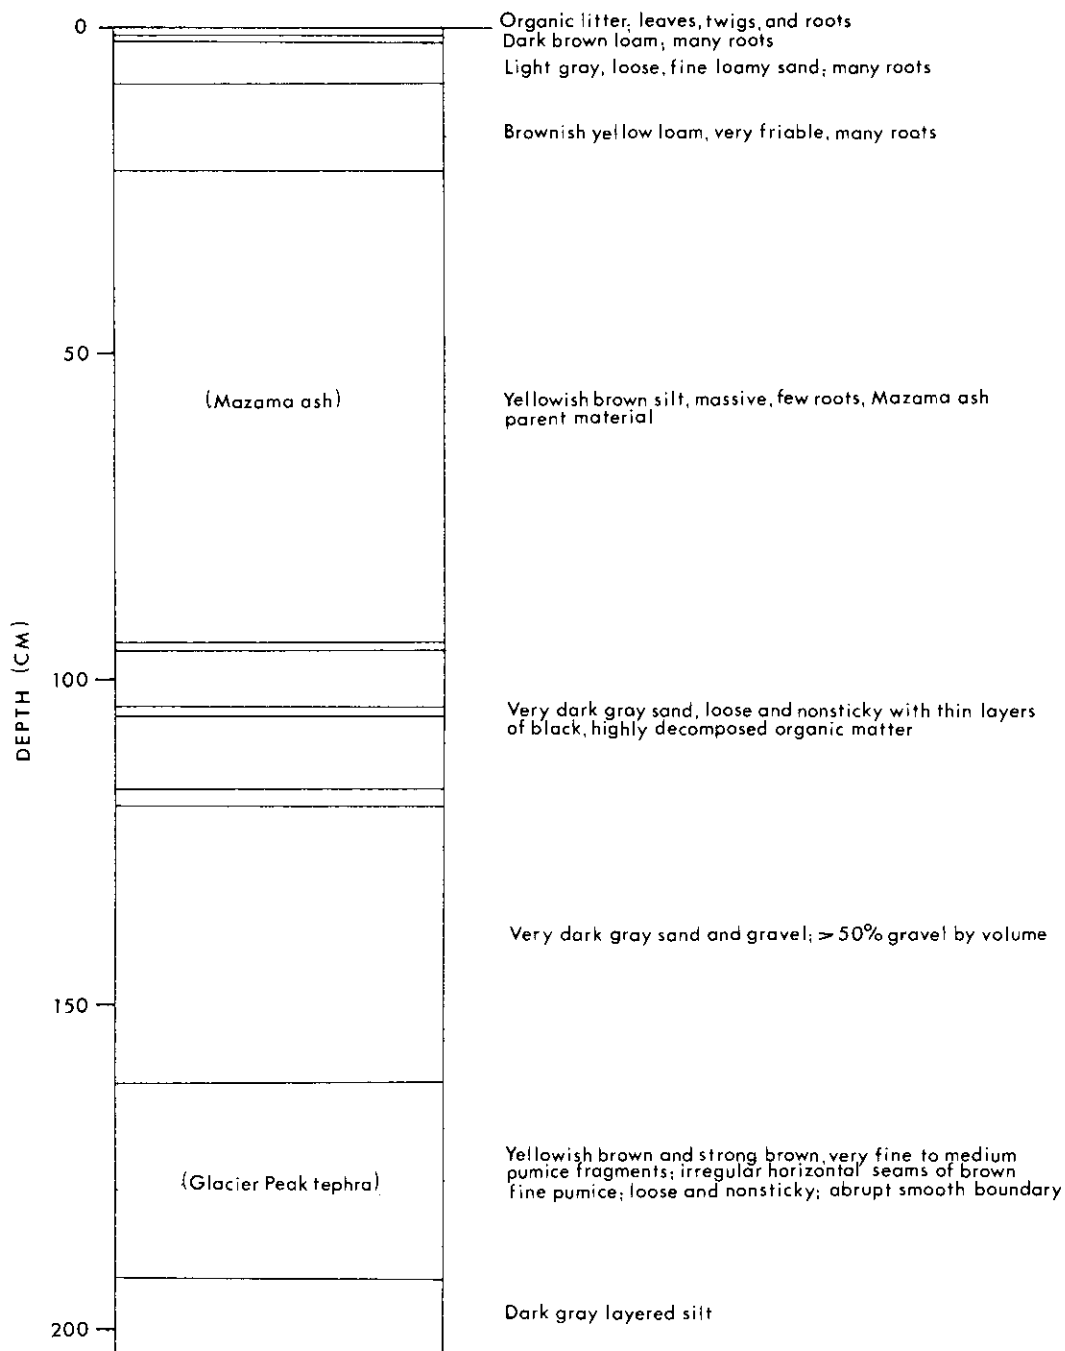 0
Organic litter; leaves, twigs, and roots
Dark brown loam; many roots
Light gray, loose, fine loamy sand; many roots
Brownish yellow loam, very friable, many roots
50
(Mazama ash)
Yellowish brown silt, massive, few roots, Mazama ash
parent material
DEPTH (CM)
100
Very dark gray sand, loose and nonsticky with thin layers
of black, highly decomposed organic matter
Very dark gray sand and gravel; >50% gravel by volume
150
(Glacier Peak tephra)
Yellowish brown and strong brown, very fine to medium
pumice fragments; irregular horizontal seams of brown
fine pumice; loose and nonsticky; abrupt smooth boundary
Dark gray layered silt
200